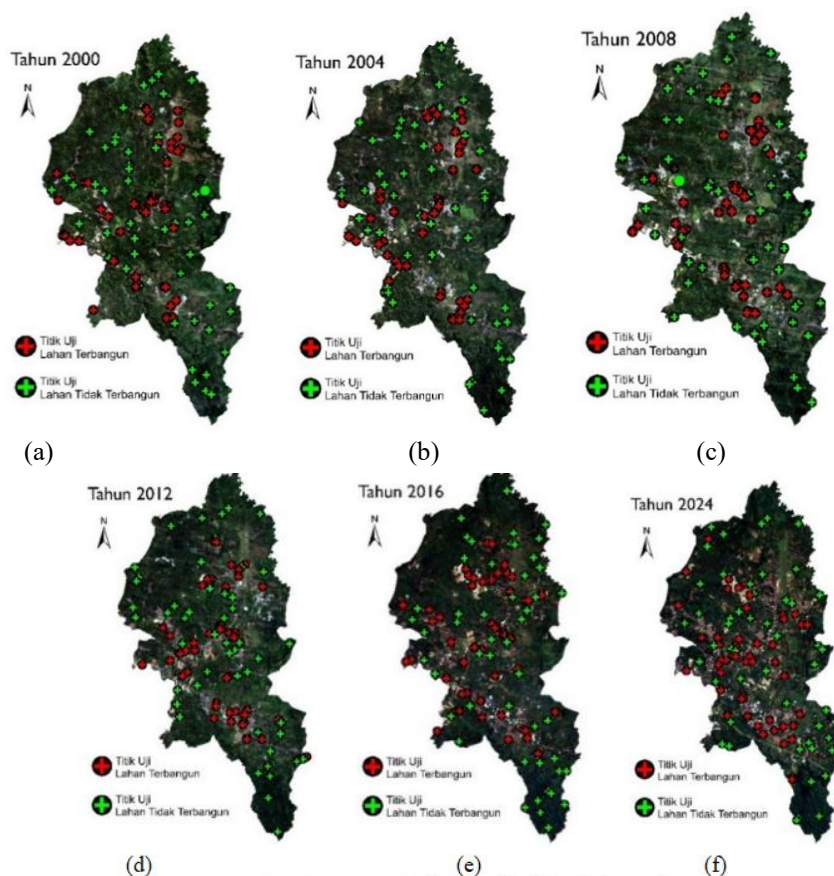 Tahun 2000
N
Titik Uji
Lahan Terbangun
Titik Uji
Lahan Tidak Terbangun
(a)
Tahun 2004
N
Titik Uji
Lahan Terbangun
Titik Uji
Lahan Tidak Terbangun
(b)
Tahun 2008
N
Titik Uji
Lahan Terbangun
Titik Uji
Lahan Tidak Terbangun
(c)
Tahun 2012
N
Titik Uji
Lahan Terbangun
Titik Uji
Lahan Tidak Terbangun
(d)
Tahun 2016
N
Titik Uji
Lahan Terbangun
Titik Uji
Lahan Tidak Terbangun
(e)
Tahun 2024
N
Titik Uji
Lahan Terbangun
Titik Uji
Lahan Tidak Terbangun
(f)